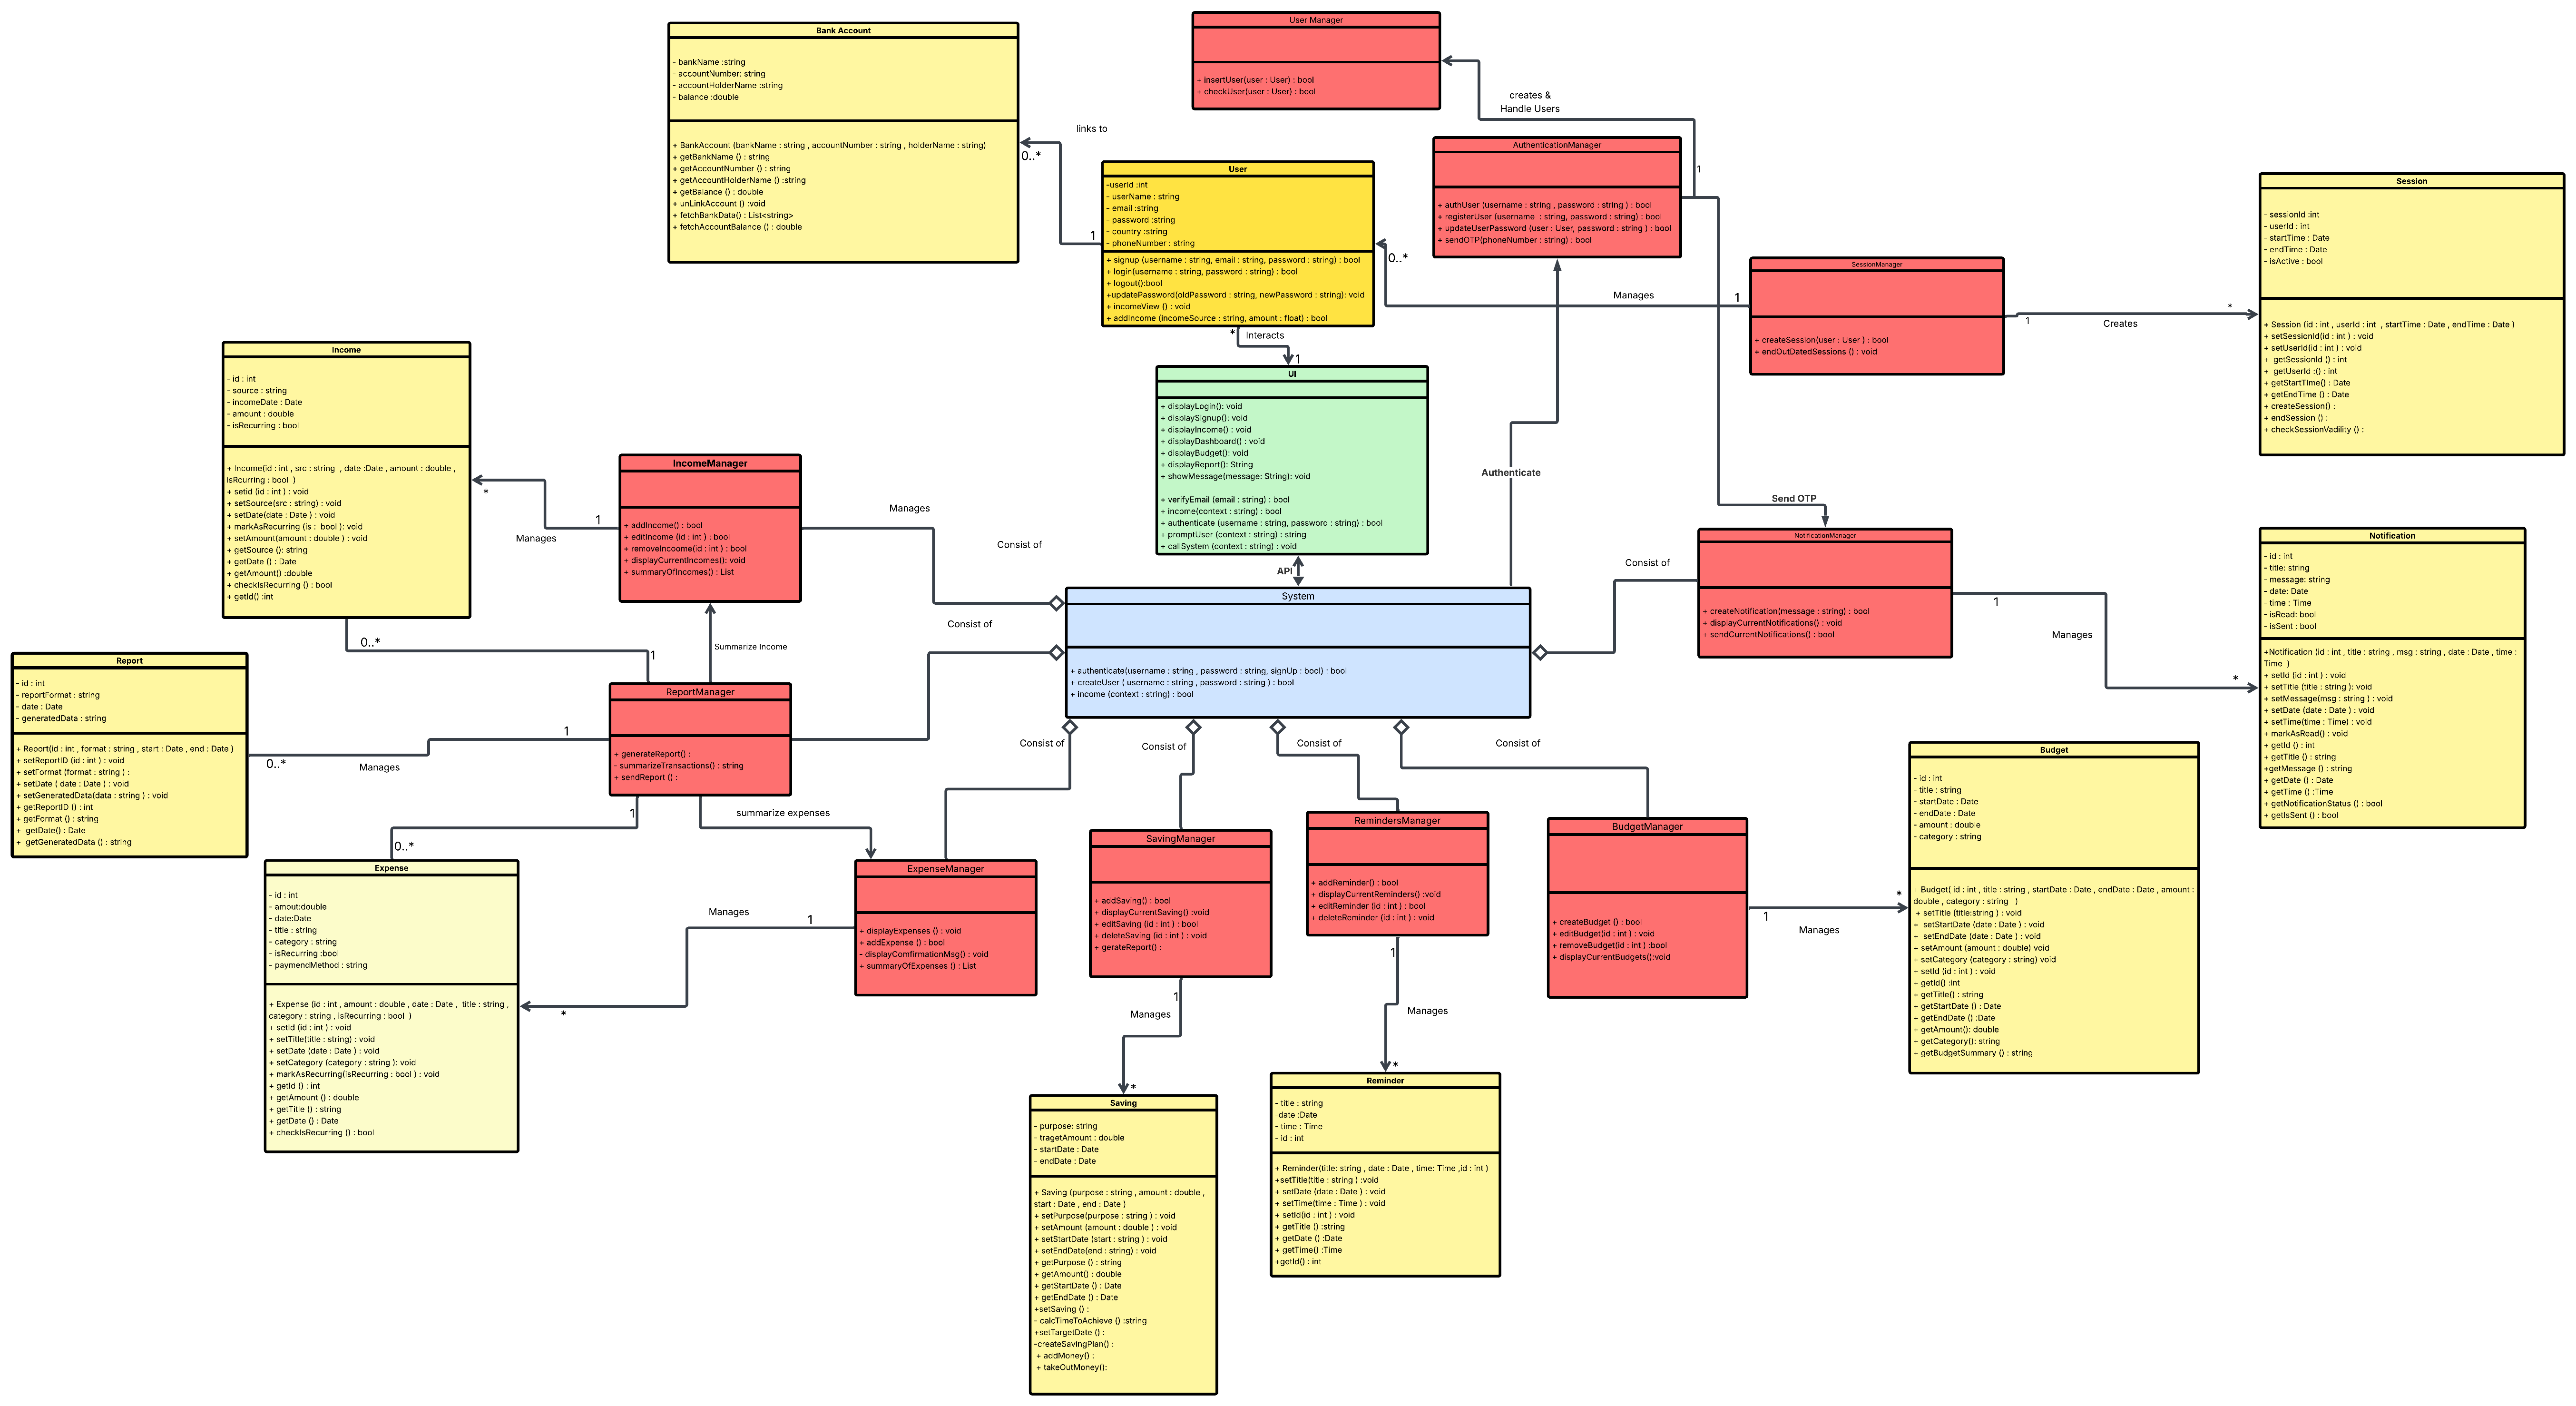 Bank Account
- bankName :string
- accountNumber: string
- accountHolderName :string
- balance :double
+ BankAccount (bankName : string , accountNumber : string , holderName : string)
+ getBankName () : string
+ getAccountNumber () : string
+ getAccountHolderName () :string
+ getBalance () : double
+ unLinkAccount () :void
+ fetchBankData() : List<string>
+ fetchAccountBalance () : double
links to
0..*
1
User Manager
+ insertUser(user : User) : bool
+ checkUser(user : User) : bool
creates &
Handle Users
1
AuthenticationManager
+ authUser (username : string , password : string ) : bool
+ registerUser (username  : string, password : string) : bool
+ updateUserPassword (user : User, password : string ) : bool
+ sendOTP(phoneNumber : string) : bool
User
-userId :int
- userName : string
- email :string
- password :string
- country :string
- phoneNumber : string
+ signup (username : string, email : string, password : string) : bool
+ login(username : string, password : string) : bool
+ logout():bool
+updatePassword(oldPassword : string, newPassword : string): void
+ incomeView () : void
+ addIncome (incomeSource : string, amount : float) : bool
0..*
Manages
1
SessionManager
+ createSession(user : User ) : bool
+ endOutDatedSessions () : void
1
Creates
*
Session
- sessionId :int
- userId : int
- startTime : Date
- endTime : Date
- isActive : bool
+ Session (id : int , userId : int  , startTime : Date , endTime : Date )
+ setSessionId(id : int ) : void
+ setUserId(id : int ) : void
+  getSessionId () : int
+  getUserId :() : int
+ getStartTIme() : Date
+ getEndTime () : Date
+ createSession() :
+ endSession () :
+ checkSessionVadility () :
*
Interacts
1
UI
+ displayLogin(): void
+ displaySignup(): void
+ displayIncome() : void
+ displayDashboard() : void
+ displayBudget(): void
+ displayReport(): String
+ showMessage(message: String): void
+ verifyEmail (email : string) : bool
+ income(context : string) : bool
+ authenticate (username : string, password : string) : bool
+ promptUser (context : string) : string
+ callSystem (context : string) : void
API
Authenticate
Send OTP
Income
- id : int
- source : string
- incomeDate : Date
- amount : double
- isRecurring : bool
+ Income(id : int , src : string  , date :Date , amount : double ,
isRcurring : bool  )
+ setid (id : int ) : void
+ setSource(src : string) : void
+ setDate(date : Date ) : void
+ markAsRecurring (is :  bool ): void
+ setAmount(amount : double ) : void
+ getSource (): string
+ getDate () : Date
+ getAmount() :double
+ checkIsRecurring () : bool
+ getId() :int
*
Manages
1
IncomeManager
+ addIncome() : bool
+ editIncome (id : int ) : bool
+ removeIncoome(id : int ) : bool
+ displayCurrentIncomes(): void
+ summaryOfIncomes() : List
Manages
Consist of
Consist of
System
+ authenticate(username : string , password : string, signUp : bool) : bool
+ createUser ( username : string , password : string ) : bool
+ income (context : string) : bool
Consist of
NotificationManager
+ createNotification(message : string) : bool
+ displayCurrentNotifications() : void
+ sendCurrentNotifications() : bool
1
Manages
*
Notification
- id : int
- title: string
- message: string
- date: Date
- time : Time
- isRead: bool
- isSent : bool
+Notification (id : int , title : string , msg : string , date : Date , time :
Time  )
+ setId (id : int ) : void
+ setTitle (title : string ): void
+ setMessage(msg : string ) : void
+ setDate (date : Date ) : void
+ setTime(time : Time) : void
+ markAsRead() : void
+ getId () : int
+ getTitle () : string
+getMessage () : string
+ getDate () : Date
+ getTime () :Time
+ getNotificationStatus () : bool
+ getIsSent () : bool
0..*
1
Summarize Income
Report
- id : int
- reportFormat : string
- date : Date
- generatedData : string
+ Report(id : int , format : string , start : Date , end : Date )
+ setReportID (id : int ) : void
+ setFormat (format : string ) :
+ setDate ( date : Date ) : void
+ setGeneratedData(data : string ) : void
+ getReportID () : int
+ getFormat () : string
+  getDate() : Date
+  getGeneratedData () : string
0..*
Manages
1
ReportManager
+ generateReport() :
- summarizeTransactions() : string
+ sendReport () :
1
0..*
summarize expenses
Consist of
Consist of
Consist of
Consist of
Expense
- id : int
- amout:double
- date:Date
- title : string
- category : string
- isRecurring :bool
- paymendMethod : string
+ Expense (id : int , amount : double , date : Date ,  title : string ,
category : string , isRecurring : bool  )
+ setId (id : int ) : void
+ setTitle(title : string) : void
+ setDate (date : Date ) : void
+ setCategory (category : string ): void
+ markAsRecurring(isRecurring : bool ) : void
+ getId () : int
+ getAmount () : double
+ getTitle () : string
+ getDate () : Date
+ checkIsRecurring () : bool
*
Manages
1
ExpenseManager
+ displayExpenses () : void
+ addExpense () : bool
- displayComfirmationMsg() : void
+ summaryOfExpenses () : List
SavingManager
+ addSaving() : bool
+ displayCurrentSaving() :void
+ editSaving (id : int ) : bool
+ deleteSaving (id : int ) : void
+ gerateReport() :
1
Manages
*
Saving
- purpose: string
- tragetAmount : double
- startDate : Date
- endDate : Date
+ Saving (purpose : string , amount : double ,
start : Date , end : Date )
+ setPurpose(purpose : string ) : void
+ setAmount (amount : double ) : void
+ setStartDate (start : string ) : void
+ setEndDate(end : string) : void
+ getPurpose () : string
+ getAmount() : double
+ getStartDate () : Date
+ getEndDate () : Date
+setSaving () :
- calcTimeToAchieve () :string
+setTargetDate () :
-createSavingPlan() :
+ addMoney() :
+ takeOutMoney():
RemindersManager
+ addReminder() : bool
+ displayCurrentReminders() :void
+ editReminder (id : int ) : bool
+ deleteReminder (id : int ) : void
1
Manages
*
Reminder
- title : string
-date :Date
- time : Time
- id : int
+ Reminder(title: string , date : Date , time: Time ,id : int )
+setTitle(title : string ) :void
+ setDate (date : Date ) : void
+ setTime(time : Time ) : void
+ setId(id : int ) : void
+ getTitle () :string
+ getDate () :Date
+ getTime() :Time
+getId() : int
BudgetManager
+ createBudget () : bool
+ editBudget(id : int ) : void
+ removeBudget(id : int ) :bool
+ displayCurrentBudgets():void
1
Manages
*
Budget
- id : int
- title : string
- startDate : Date
- endDate : Date
- amount : double
- category : string
+ Budget( id : int , title : string , startDate : Date , endDate : Date , amount :
double , category : string   )
+ setTitle (title:string ) : void
+  setStartDate (date : Date ) : void
+  setEndDate (date : Date ) : void
+ setAmount (amount : double) void
+ setCategory (category : string) void
+ setId (id : int ) : void
+ getId() :int
+ getTitle() : string
+ getStartDate () : Date
+ getEndDate () :Date
+ getAmount(): double
+ getCategory(): string
+ getBudgetSummary () : string